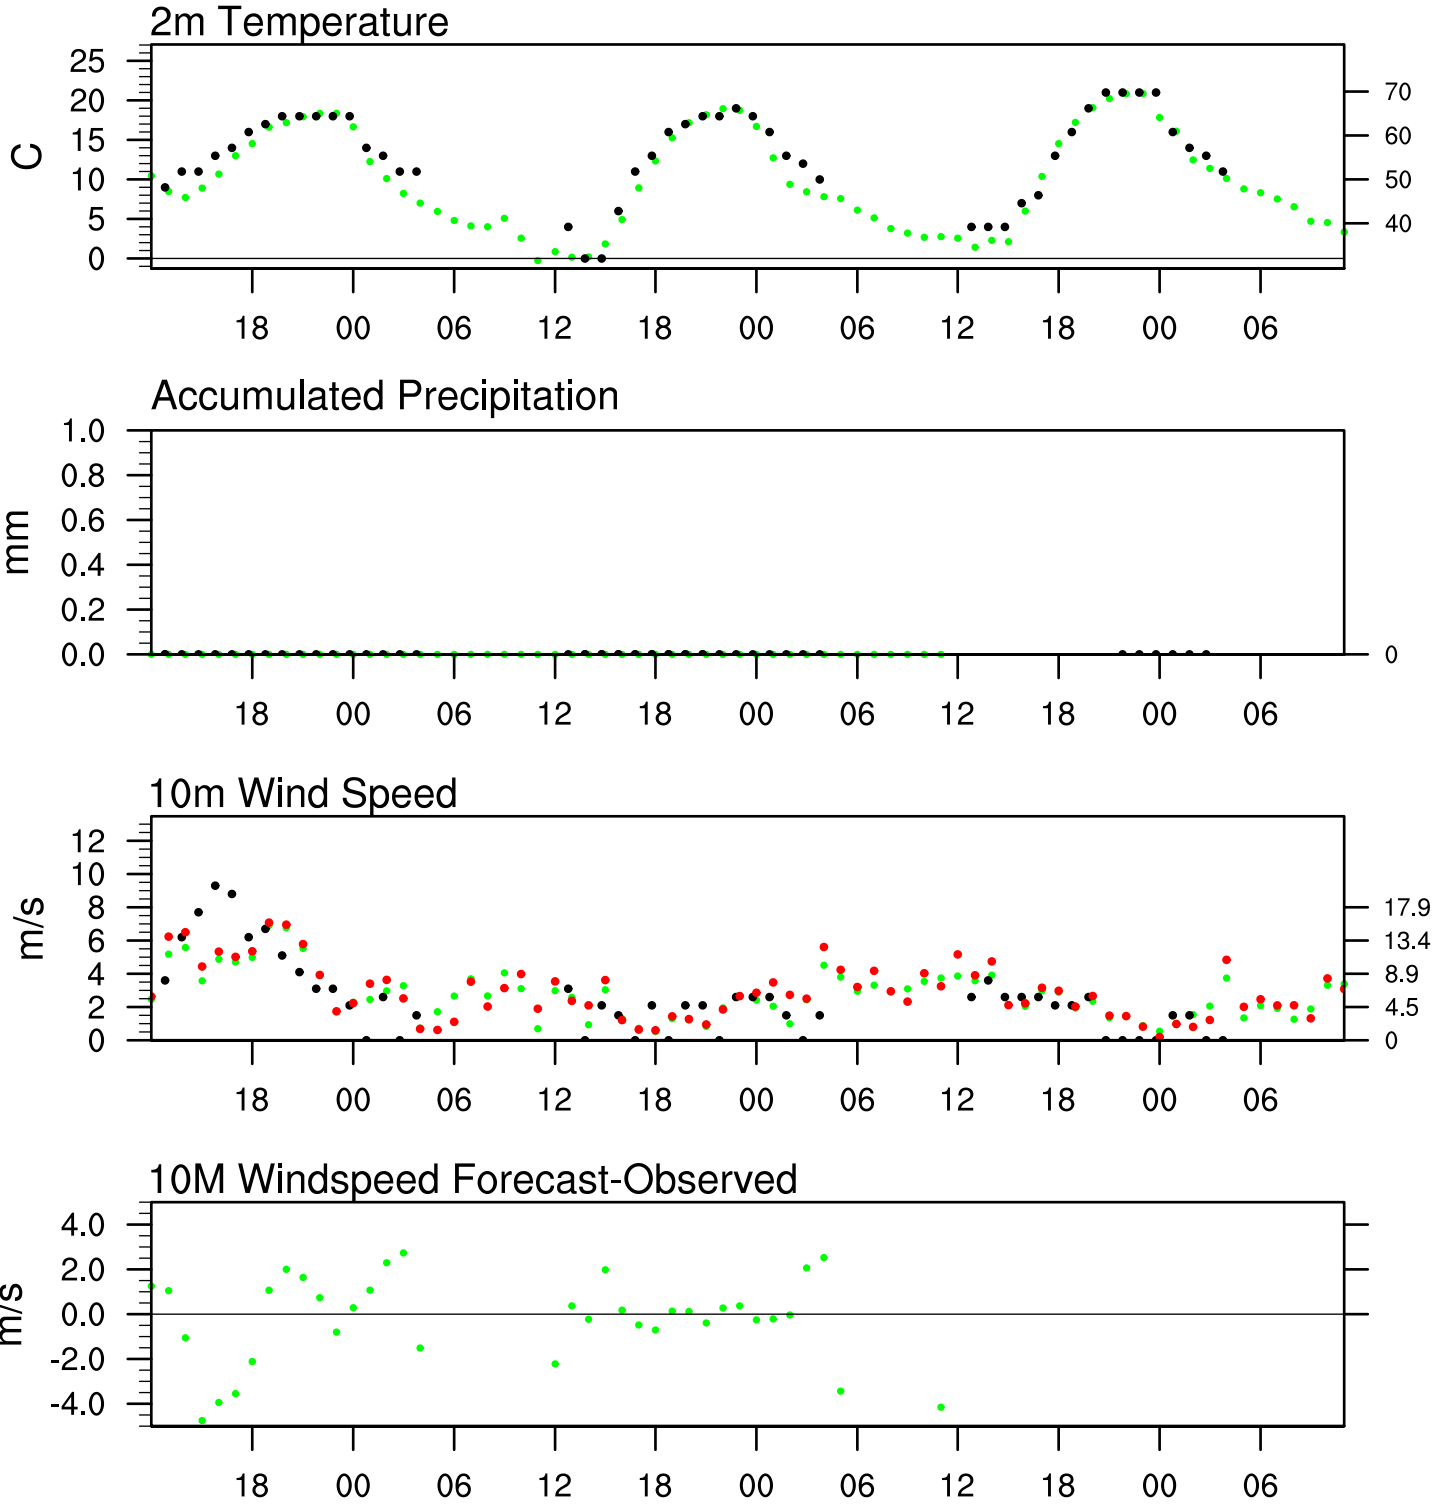 2m Temperature
25
20
15
10
5
0
C
70
60
50
40
18 00 06 12 18 00 06 12 18 00 06
Accumulated Precipitation
1.0
0.8
0.6
0.4
0.2
0.0
mm
0
18 00 06 12 18 00 06 12 18 00 06
10m Wind Speed
12
10
8
6
4
2
0
m/s
17.9
13.4
8.9
4.5
0
18 00 06 12 18 00 06 12 18 00 06
10M Windspeed Forecast-Observed
4.0
2.0
0.0
-2.0
-4.0
m/s
18 00 06 12 18 00 06 12 18 00 06